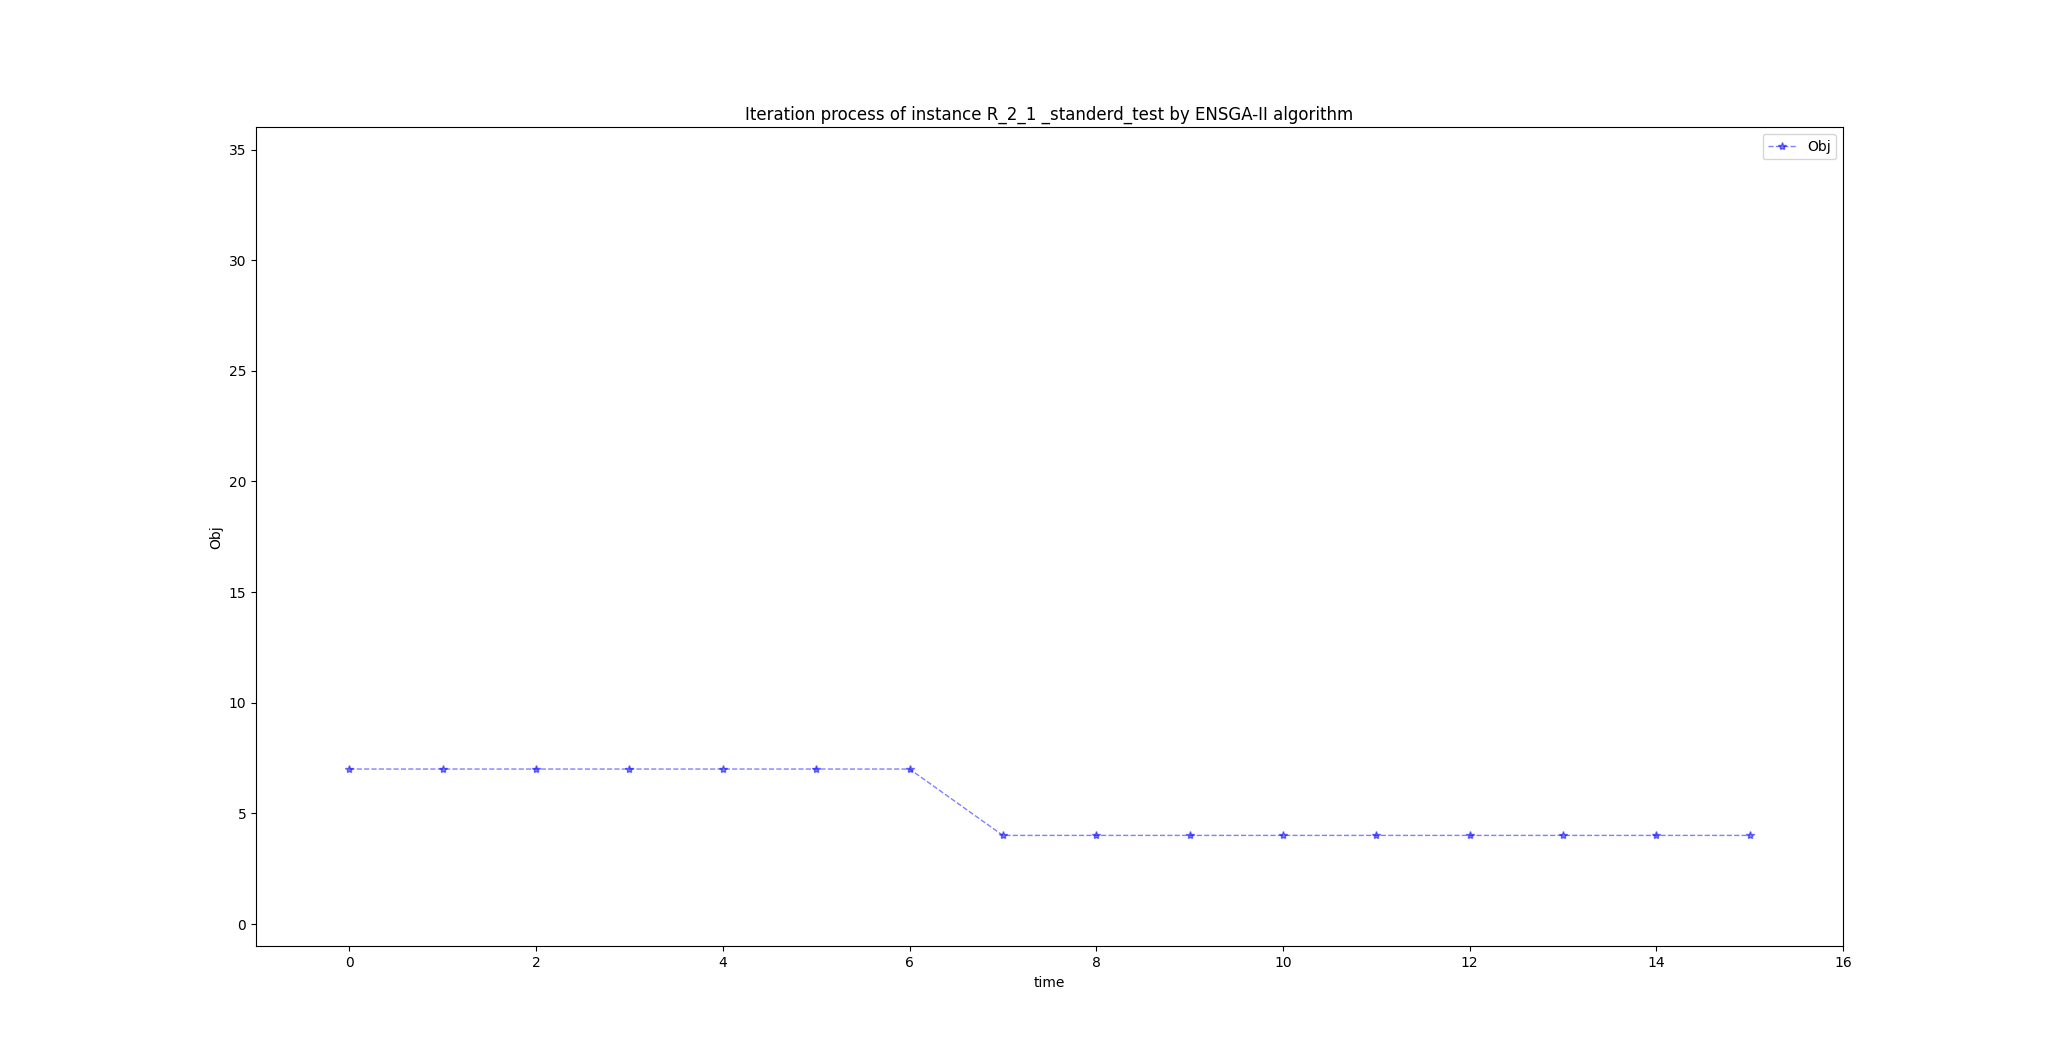 Iteration process of instance R_2_1 _standerd_test by ENSGA-II algorithm
Obj
35
30
25
20
15
10
5
0
Obj
0 2 4 6 8 10 12 14 16
time